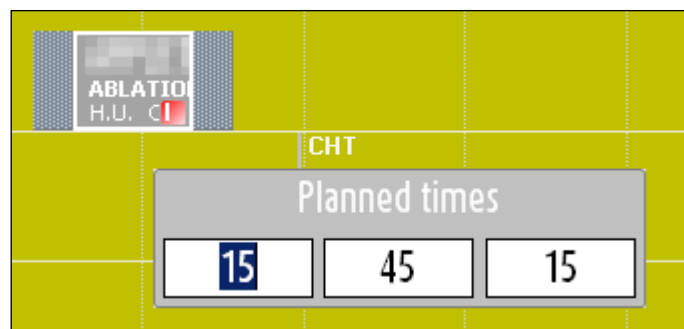 ABLATIO
H.U. C I
CHT
Planned times
15 45 15